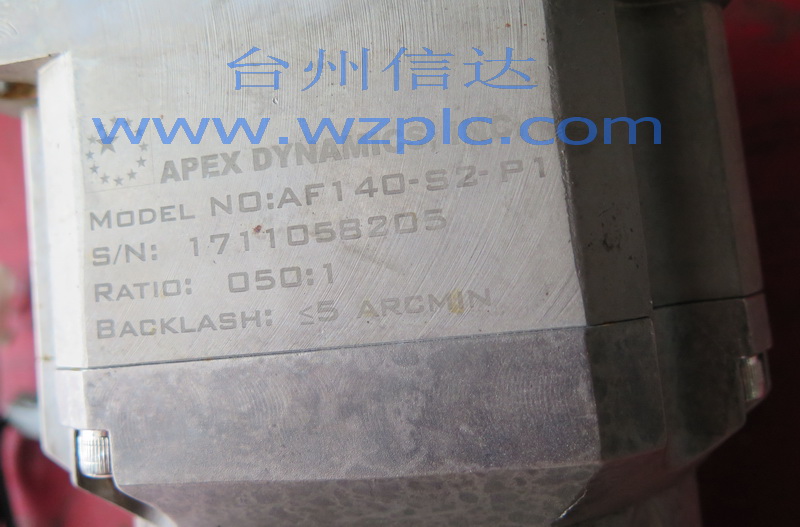 台州信达
www.wzplc.com
APEX DYNAMICS
MODEL NO:AF140-S2-P1
S/N: 1711058205
RATIO: 050:1
BACKLASH: ≤5 ARCMIN